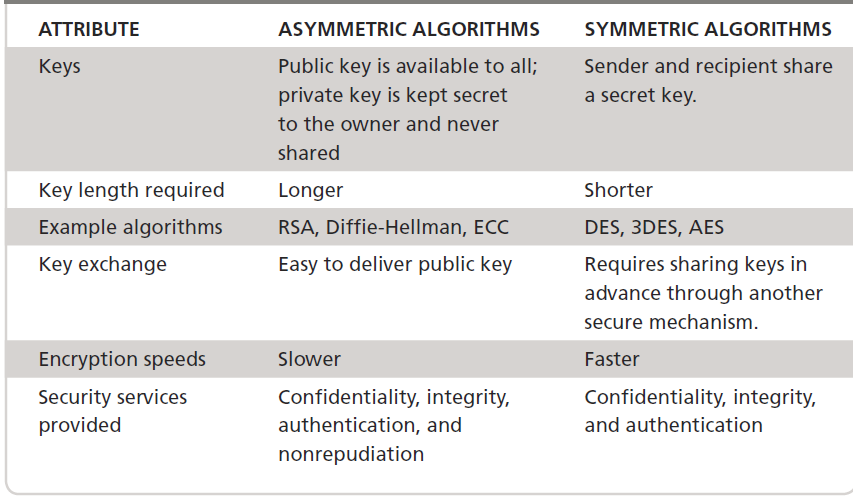 ATTRIBUTE ASYMMETRIC ALGORITHMS SYMMETRIC ALGORITHMS
Keys Public key is available to all; Sender and recipient share
private key is kept secret a secret key.
to the owner and never
shared
Key length required Longer Shorter
Example algorithms RSA, Diffie-Hellman, ECC DES, 3DES, AES
Key exchange Easy to deliver public key Requires sharing keys in
advance through another
secure mechanism.
Encryption speeds Slower Faster
Security services Confidentiality, integrity, Confidentiality, integrity,
provided authentication, and and authentication
nonrepudiation